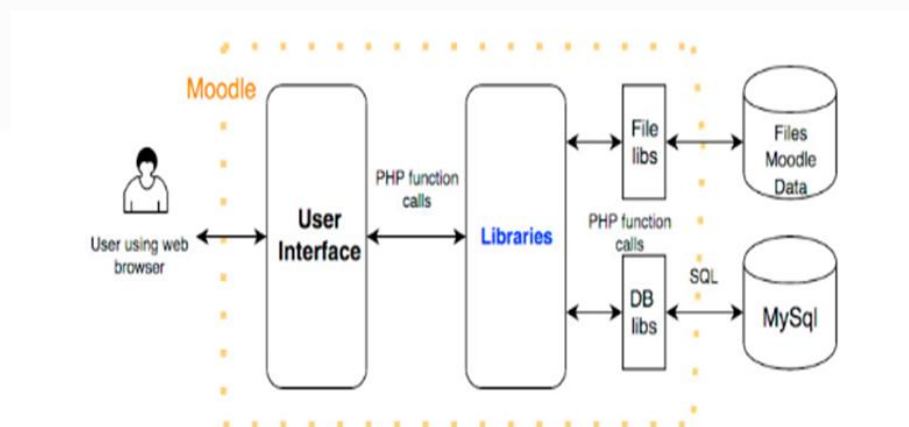 Moodle
User using web
browser
User
Interface
PHP function
calls
Libraries
File
libs
PHP function
calls
DB
libs
SQL
Files
Moodle
Data
MySql